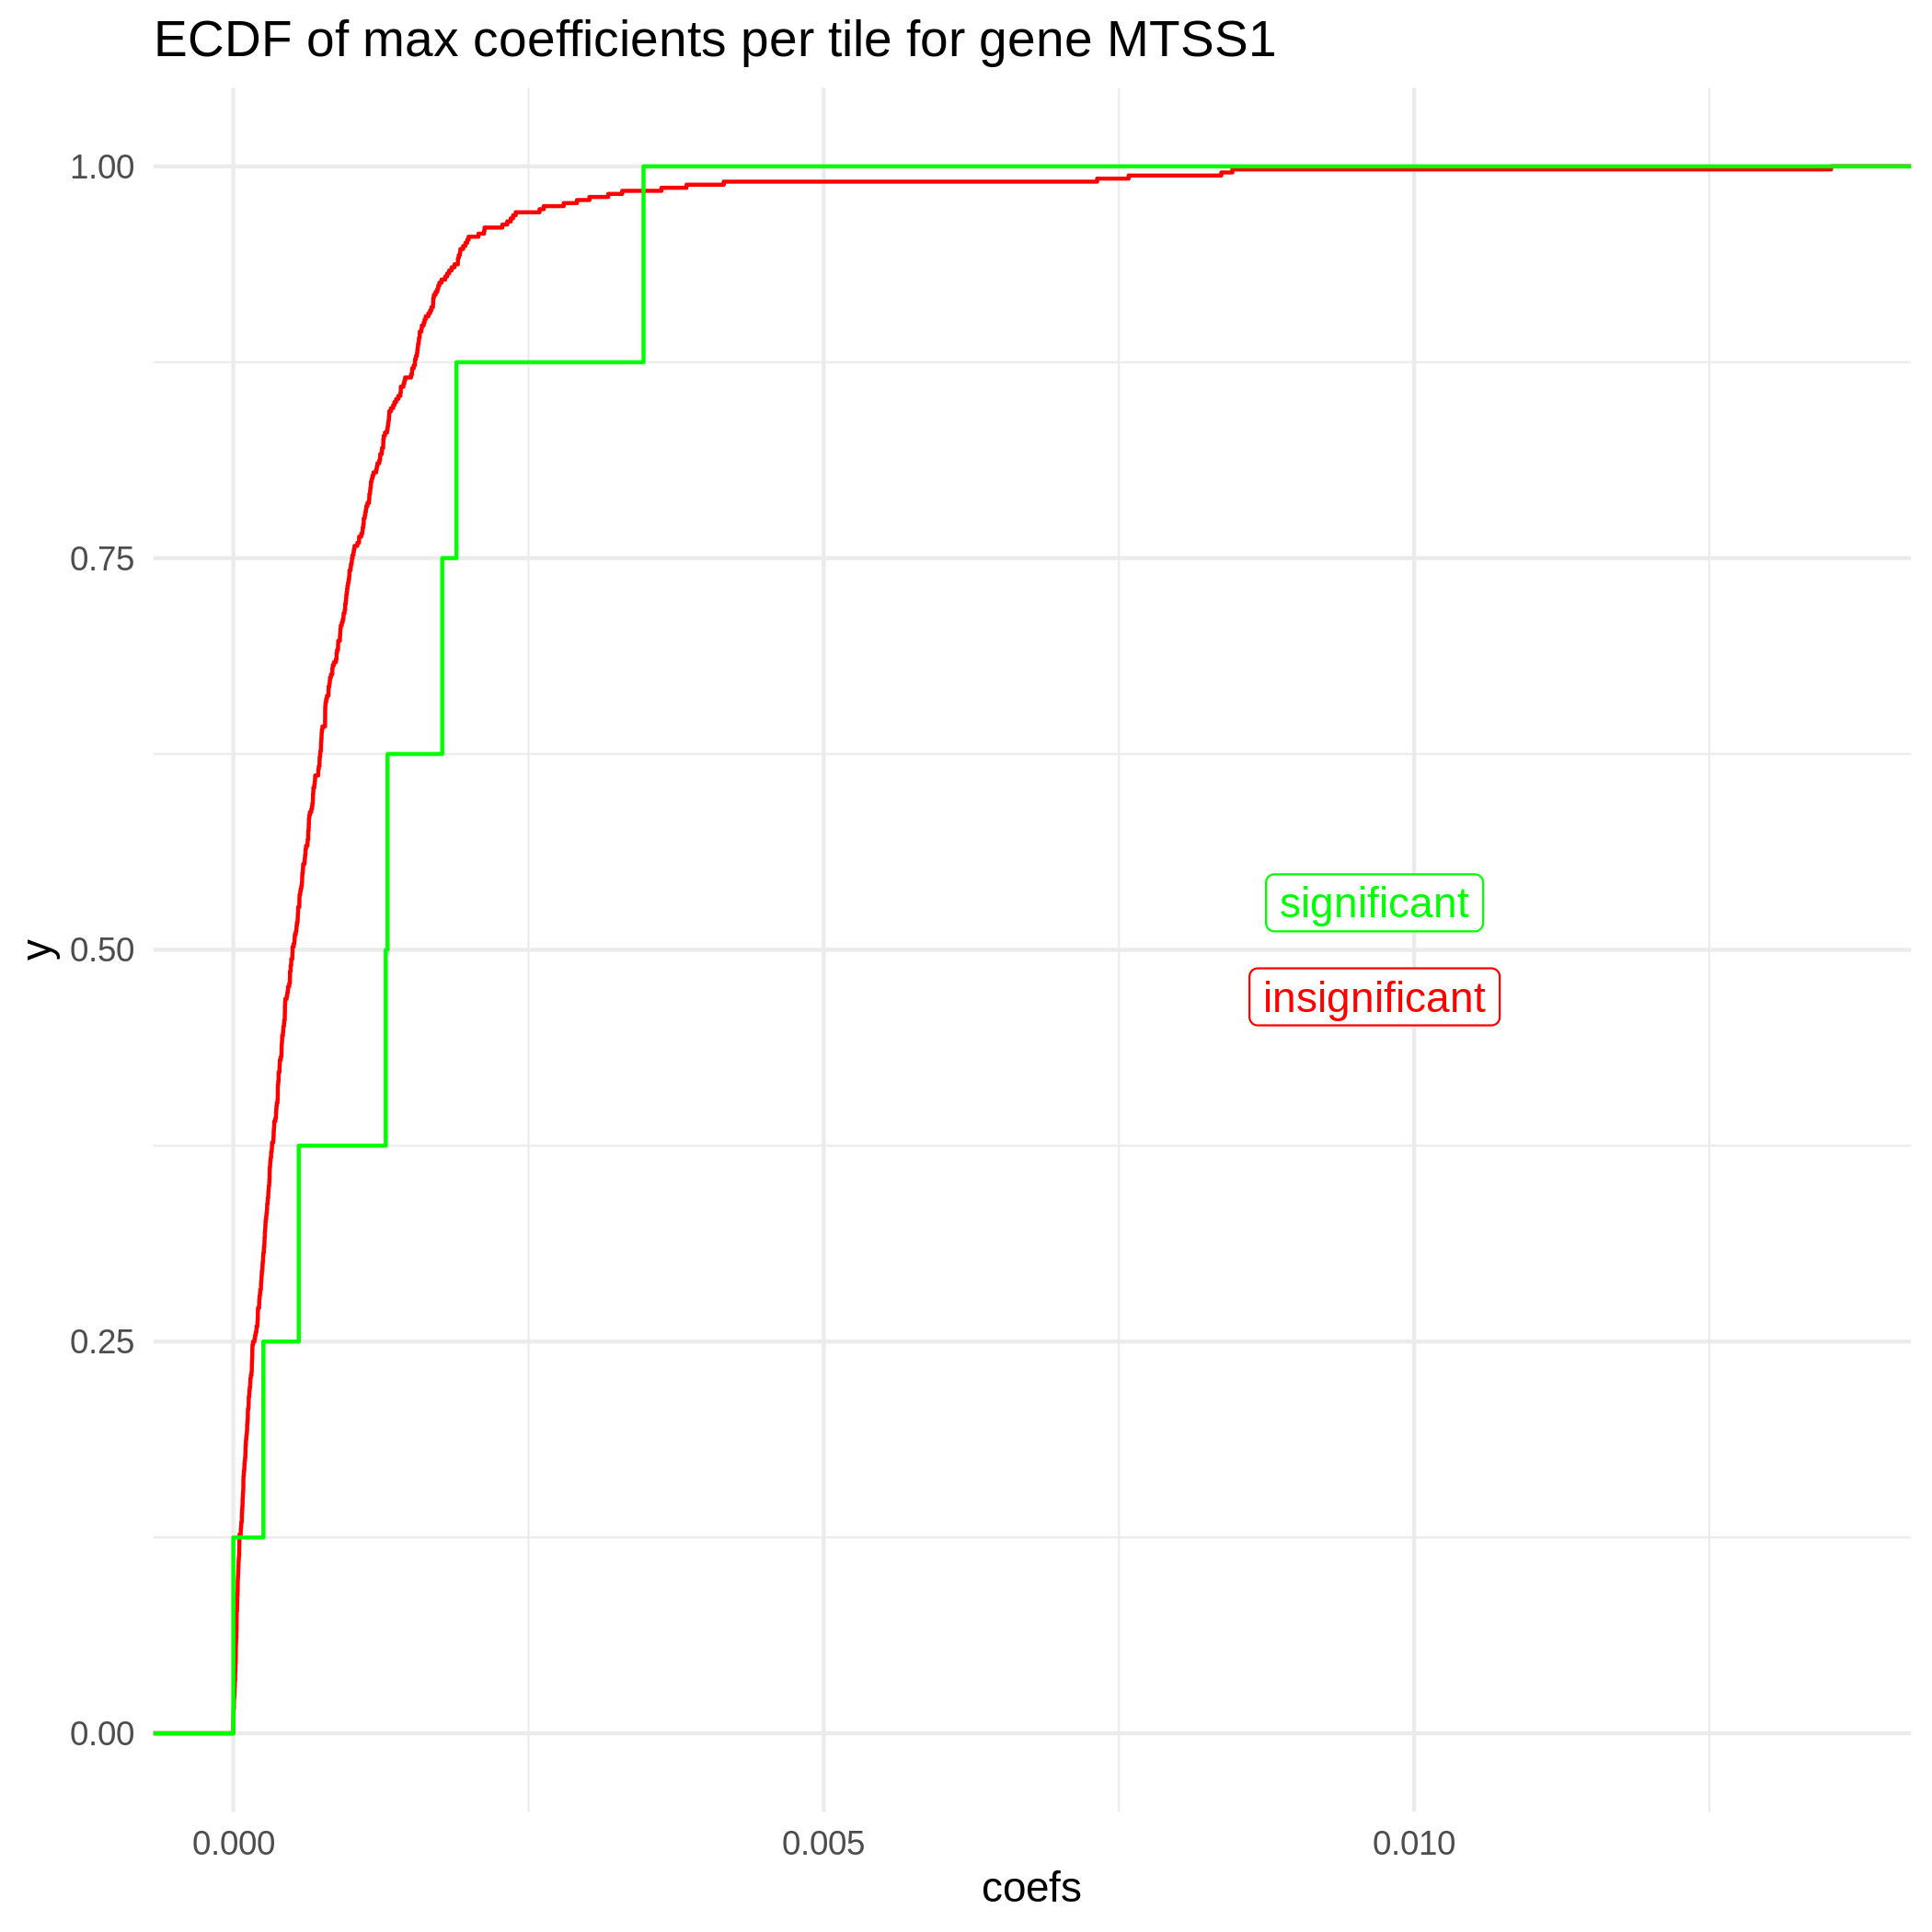 ECDF of max coefficients per tile for gene MTSS1
1.00
0.75
0.50
0.25
0.00
y
significant
insignificant
0.000 0.005 0.010
coefs